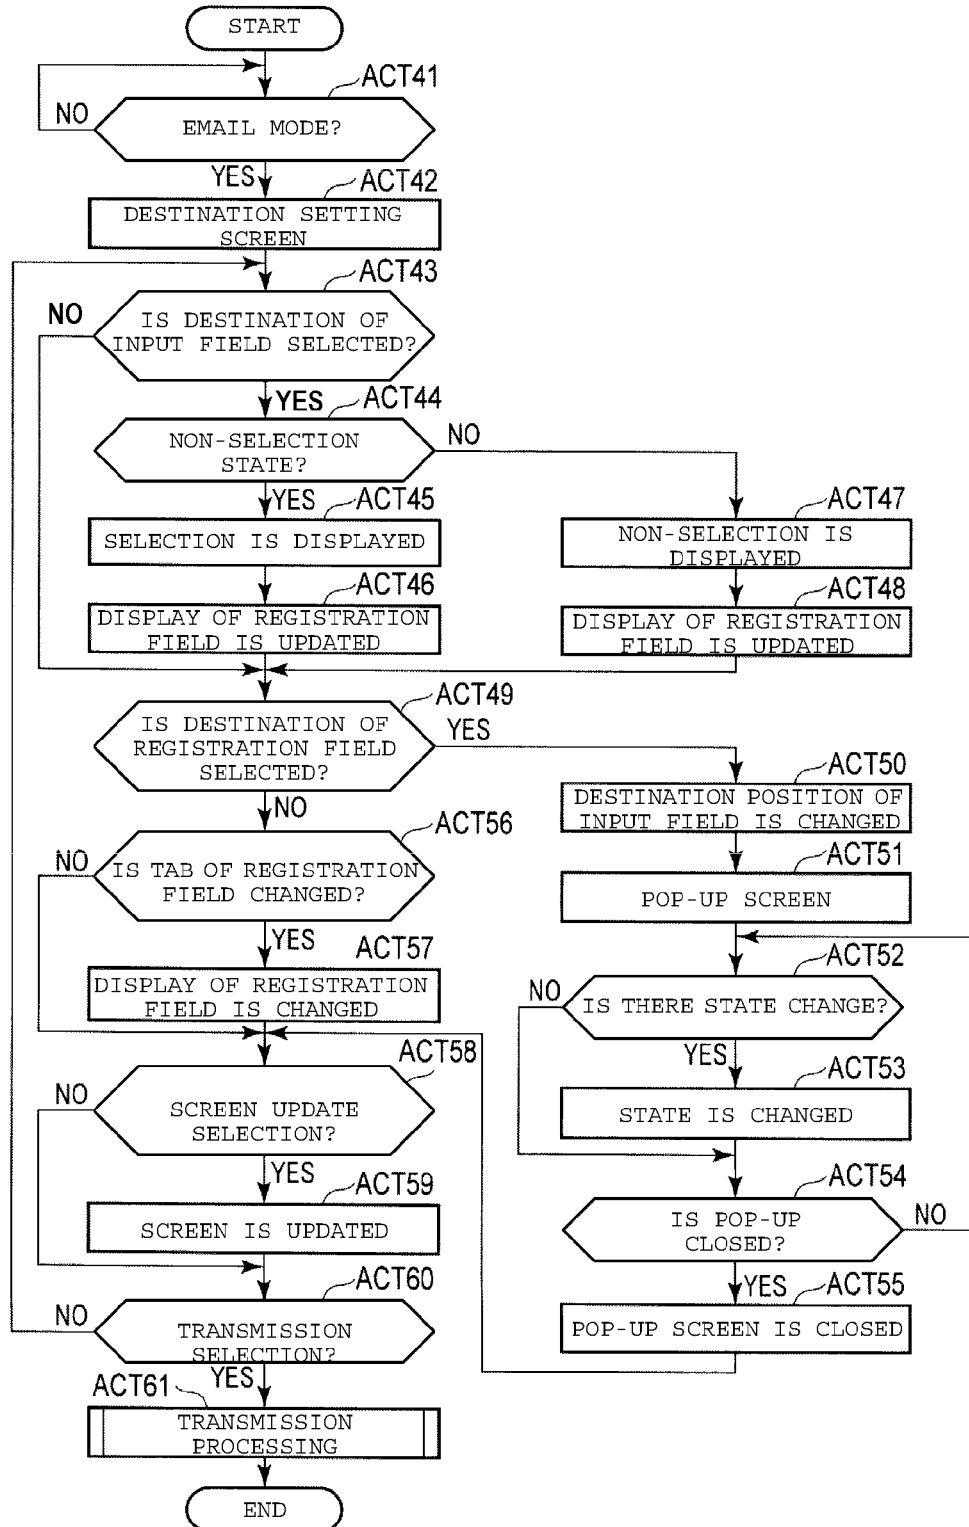 START
ACT41
NO
EMAIL MODE?
YES
ACT42
DESTINATION SETTING
SCREEN
ACT43
NO
IS DESTINATION OF
INPUT FIELD SELECTED?
YES
ACT44
NON-SELECTION
STATE?
NO
YES
ACT45
SELECTION IS DISPLAYED
ACT47
NON-SELECTION IS
DISPLAYED
ACT46
DISPLAY OF REGISTRATION
FIELD IS UPDATED
ACT48
DISPLAY OF REGISTRATION
FIELD IS UPDATED
ACT49
IS DESTINATION OF
REGISTRATION FIELD
SELECTED?
YES
NO
ACT50
DESTINATION POSITION OF
INPUT FIELD IS CHANGED
ACT51
POP-UP SCREEN
ACT56
NO
IS TAB OF REGISTRATION
FIELD CHANGED?
YES
ACT57
DISPLAY OF REGISTRATION
FIELD IS CHANGED
ACT52
NO
IS THERE STATE CHANGE?
YES
ACT53
STATE IS CHANGED
ACT58
NO
SCREEN UPDATE
SELECTION?
YES
ACT59
SCREEN IS UPDATED
ACT54
IS POP-UP
CLOSED?
NO
YES
ACT55
POP-UP SCREEN IS CLOSED
ACT60
NO
TRANSMISSION
SELECTION?
YES
ACT61
TRANSMISSION
PROCESSING
END